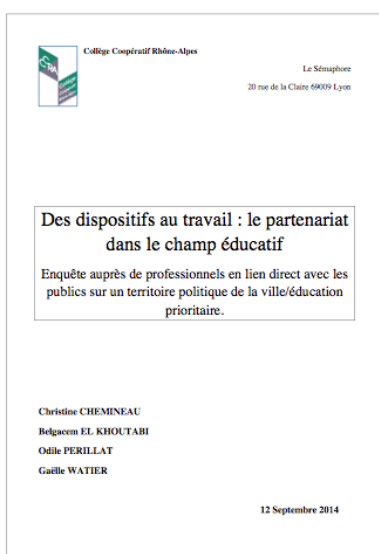 Collège Coopératif Rhône-Alpes
Le Sémaphore
20 rue de la Claire 69009 Lyon
Des dispositifs au travail : le partenariat
dans le champ éducatif
Enquête auprès de professionnels en lien direct avec les
publics sur un territoire politique de la ville/éducation
prioritaire.
Christine CHEMINEAU
Belgacem EL KHOUTABI
Odile PERILLAT
Gaëlle WATIER
12 Septembre 2014